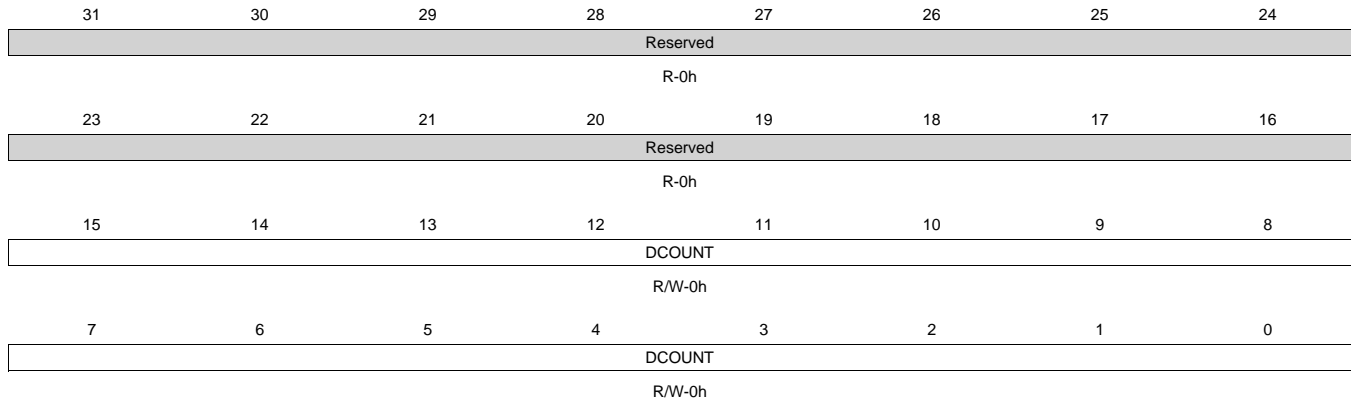 31 30 29 28 27 26 25 24
Reserved
R-0h
23 22 21 20 19 18 17 16
Reserved
R-0h
15 14 13 12 11 10 9 8
DCOUNT
R/W-0h
7 6 5 4 3 2 1 0
DCOUNT
R/W-0h